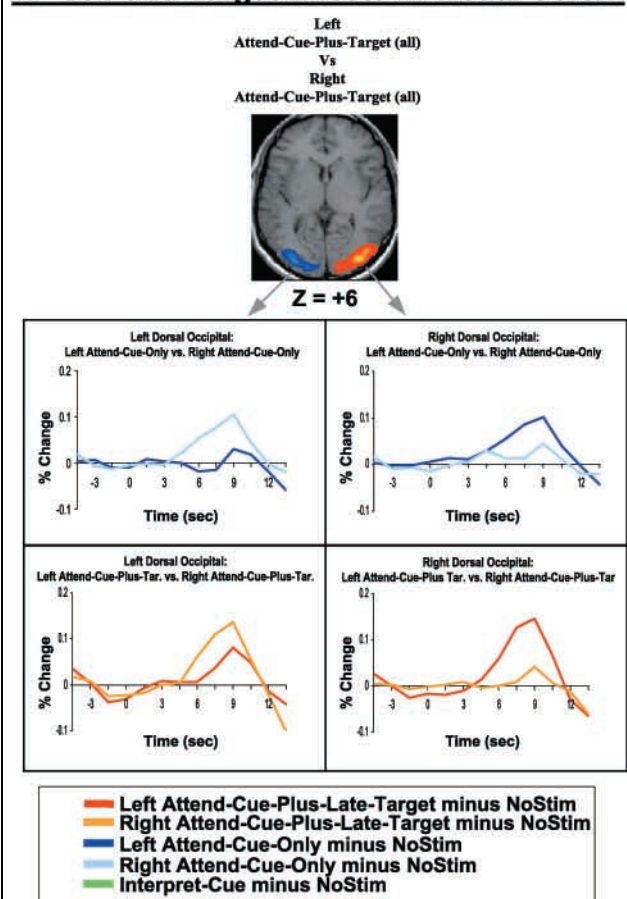 Left
Attend-Cue-Plus-Target (all)
Vs
Right
Attend-Cue-Plus-Target (all)
Z = +6
Left Dorsal Occipital:
Left Attend-Cue-Only vs. Right Attend-Cue-Only
0.2
0.1
0
-0.1
% Change
-3 0 3 6 9 12
Time (sec)
Right Dorsal Occipital:
Left Attend-Cue-Only vs. Right Attend-Cue-Only
0.2
0.1
0
-0.1
% Change
-3 0 3 6 9 12
Time (sec)
Left Dorsal Occipital:
Left Attend-Cue-Plus-Tar. vs. Right Attend-Cue-Plus-Tar.
0.2
0.1
0
-0.1
% Change
-3 0 3 6 9 12
Time (sec)
Right Dorsal Occipital:
Left Attend-Cue-Plus Tar. vs. Right Attend-Cue-Plus-Tar
0.2
0.1
0
-0.1
% Change
-3 0 3 6 9 12
Time (sec)
Left Attend-Cue-Plus-Late-Target minus NoStim
Right Attend-Cue-Plus-Late-Target minus NoStim
Left Attend-Cue-Only minus NoStim
Right Attend-Cue-Only minus NoStim
Interpret-Cue minus NoStim